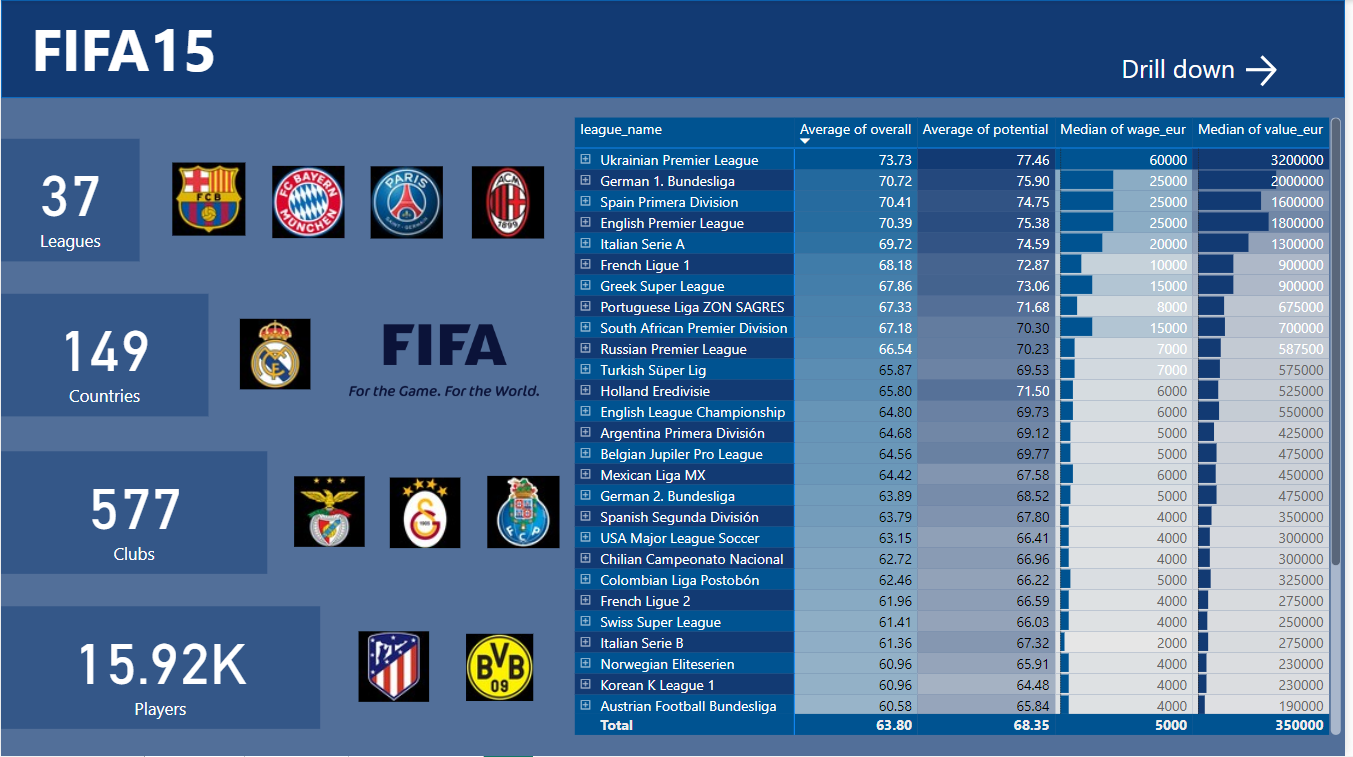 FIFA15
Drill down
37
Leagues
FCB
FC BAYERN
MÜNCHEN
PARIS
SAINT-GERMAIN
ACM
1899
149
Countries
FIFA
For the Game. For the World.
577
Clubs
1905
F C P
15.92K
Players
BVB
09
league_name Average of overall Average of potential Median of wage_eur Median of value_eur
Ukrainian Premier League 73.73 77.46 60000 3200000
German 1. Bundesliga 70.72 75.90 25000 2000000
Spain Primera Division 70.41 74.75 25000 1600000
English Premier League 70.39 75.38 25000 1800000
Italian Serie A 69.72 74.59 20000 1300000
French Ligue 1 68.18 72.87 10000 900000
Greek Super League 67.86 73.06 15000 900000
Portuguese Liga ZON SAGRES 67.33 71.68 8000 675000
South African Premier Division 67.18 70.30 15000 700000
Russian Premier League 66.54 70.23 7000 587500
Turkish Süper Lig 65.87 69.53 7000 575000
Holland Eredivisie 65.80 71.50 6000 525000
English League Championship 64.80 69.73 6000 550000
Argentina Primera División 64.68 69.12 5000 425000
Belgian Jupiler Pro League 64.56 69.77 5000 475000
Mexican Liga MX 64.42 67.58 6000 450000
German 2. Bundesliga 63.89 68.52 5000 475000
Spanish Segunda División 63.79 67.80 4000 350000
USA Major League Soccer 63.15 66.41 4000 300000
Chilian Campeonato Nacional 62.72 66.96 4000 300000
Colombian Liga Postobón 62.46 66.22 5000 325000
French Ligue 2 61.96 66.59 4000 275000
Swiss Super League 61.41 66.03 4000 250000
Italian Serie B 61.36 67.32 2000 275000
Norwegian Eliteserien 60.96 65.91 4000 230000
Korean K League 1 60.96 64.48 4000 230000
Austrian Football Bundesliga 60.58 65.84 4000 190000
Total 63.80 68.35 5000 350000